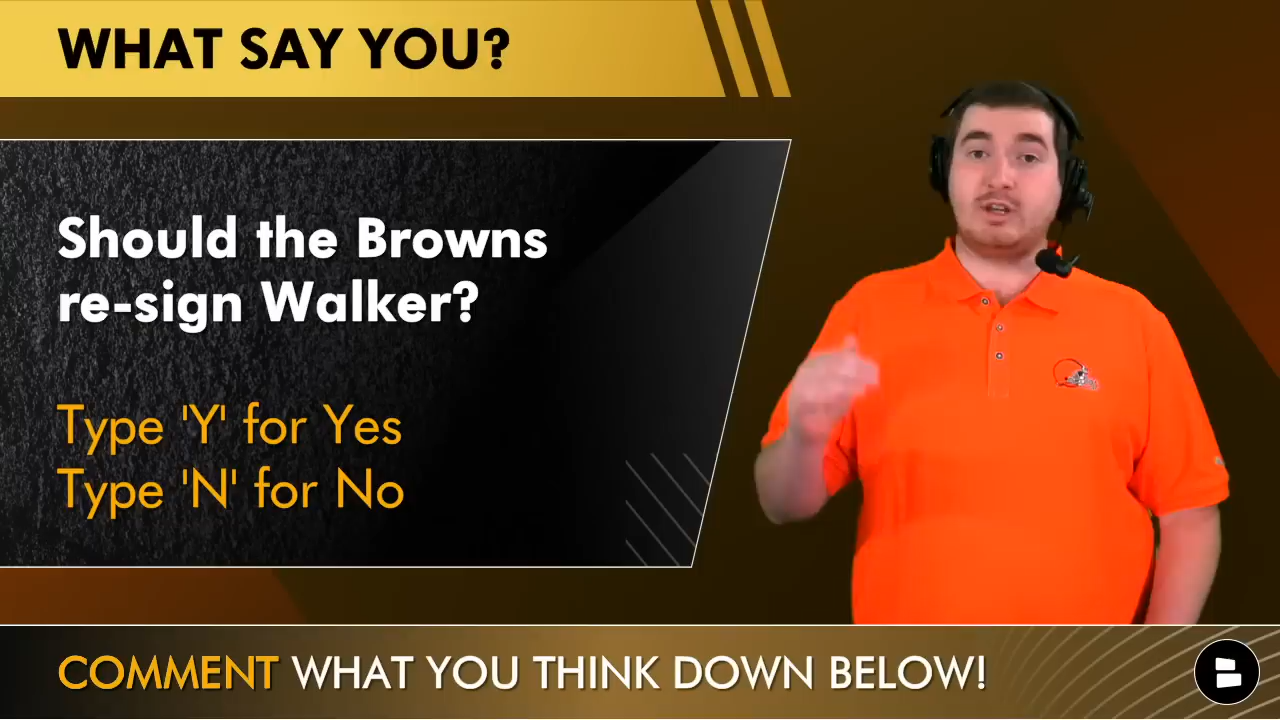 WHAT SAY YOU?
Should the Browns
re-sign Walker?
Type 'Y' for Yes
Type 'N' for No
COMMENT WHAT YOU THINK DOWN BELOW!